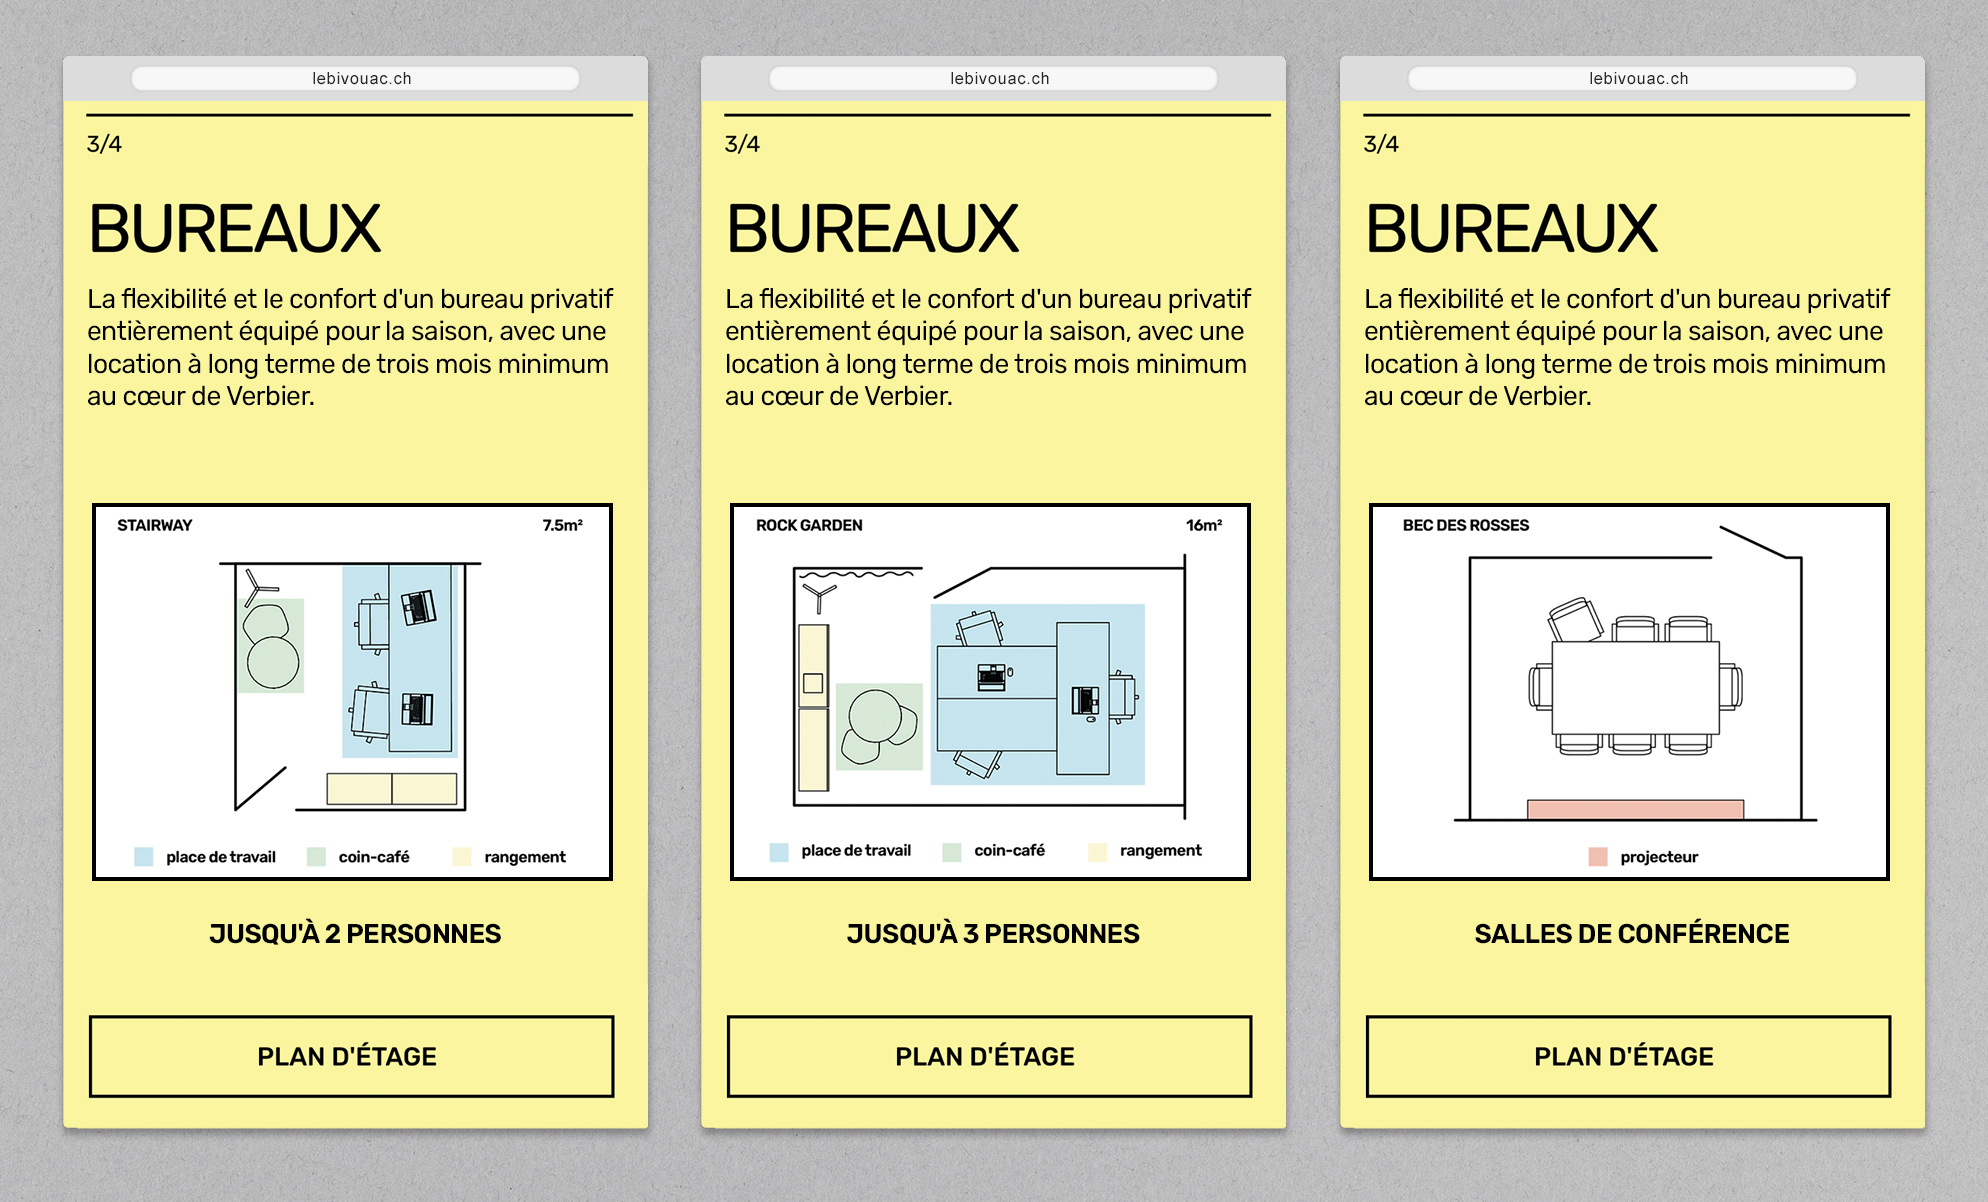 lebivouac.ch
3/4
BUREAUX
La flexibilité et le confort d'un bureau privatif
entièrement équipé pour la saison, avec une
location à long terme de trois mois minimum
au cœur de Verbier.
STAIRWAY 7.5m²
place de travail coin-café rangement
JUSQU'À 2 PERSONNES
PLAN D'ÉTAGE
lebivouac.ch
3/4
BUREAUX
La flexibilité et le confort d'un bureau privatif
entièrement équipé pour la saison, avec une
location à long terme de trois mois minimum
au cœur de Verbier.
ROCK GARDEN 16m²
place de travail coin-café rangement
JUSQU'À 3 PERSONNES
PLAN D'ÉTAGE
lebivouac.ch
3/4
BUREAUX
La flexibilité et le confort d'un bureau privatif
entièrement équipé pour la saison, avec une
location à long terme de trois mois minimum
au cœur de Verbier.
BEC DES ROSSES
projecteur
SALLES DE CONFÉRENCE
PLAN D'ÉTAGE